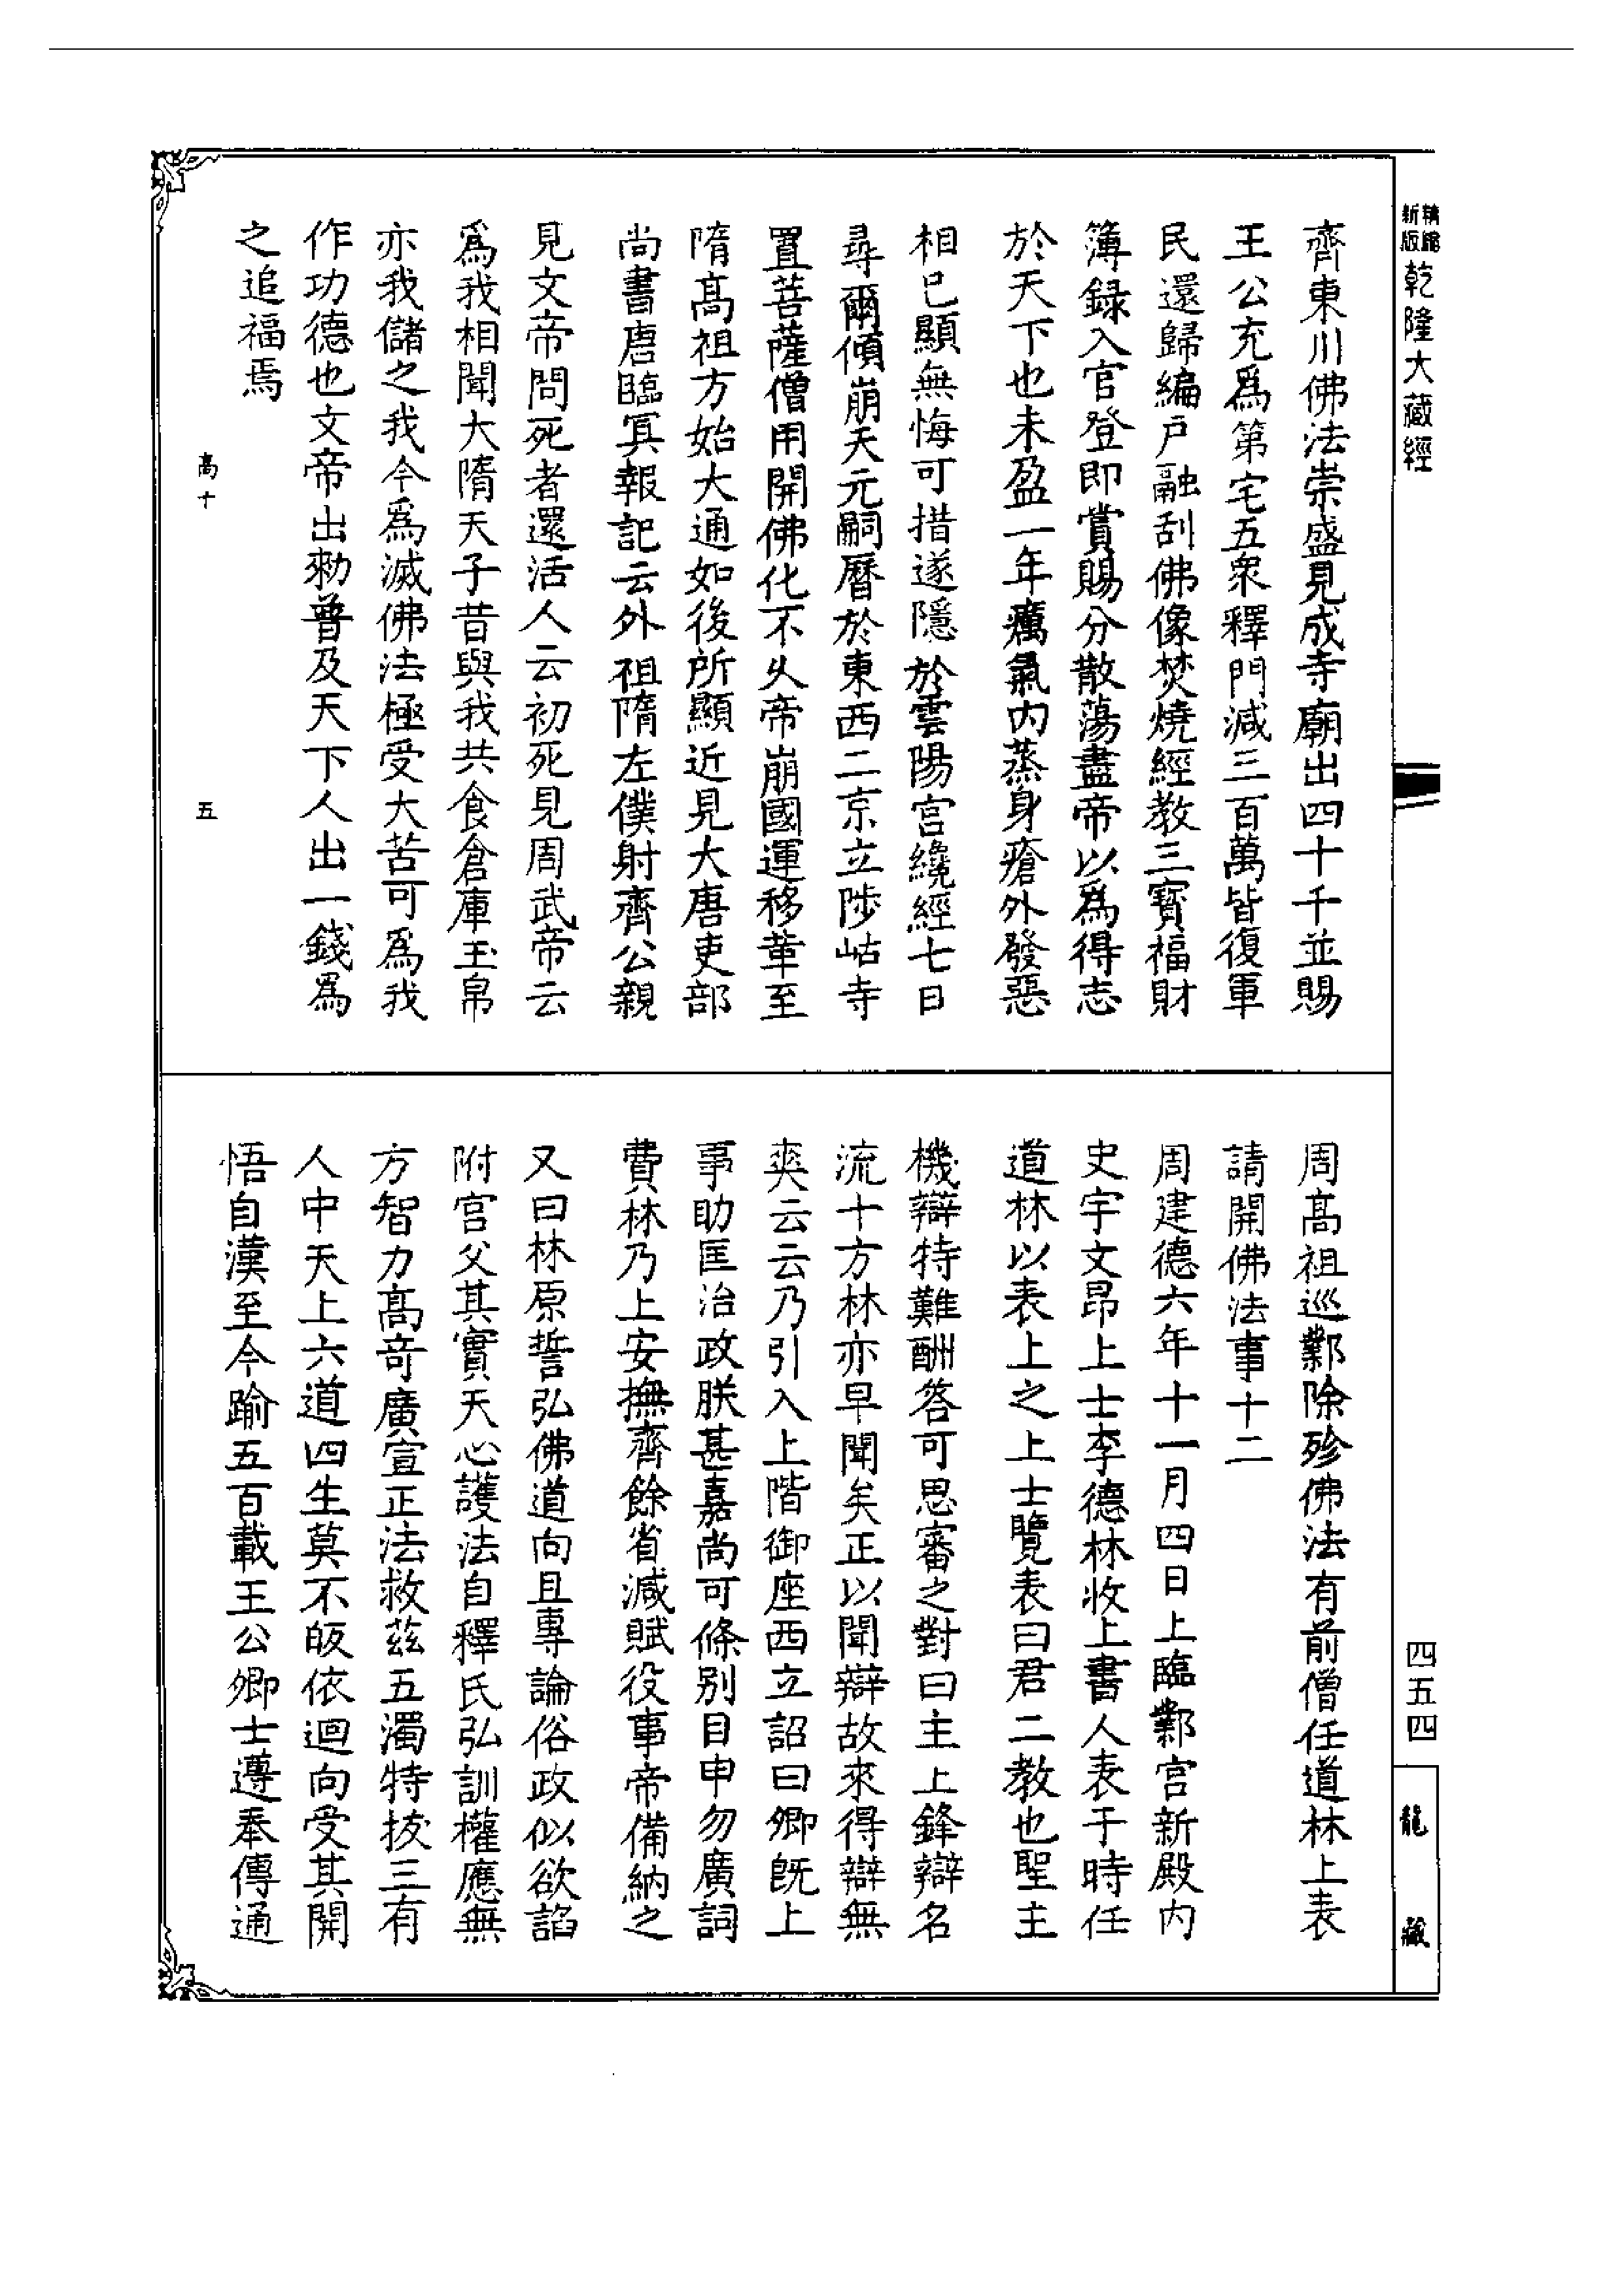 精縮
新版
乾隆大藏經
四五四
龍藏
齊東川佛法崇盛見成寺廟出四十千並賜
王公充爲第宅五衆釋門減三百萬皆復軍
民還歸編戶融刮佛像焚燒經教三寶福財
簿録入官登即賞賜分散蕩盡帝以爲得志
於天下也未盈一年癘氣内蒸身瘡外發惡
相已顯無悔可措遂隱於雲陽宮纔經七日
尋爾傾崩天元嗣曆於東西二京立陟岵寺
置菩薩僧用開佛化不久帝崩國運移革至
隋髙祖方始大通如後所顯近見大唐吏部
尚書唐臨冥報記云外祖隋左僕射齊公親
見文帝問死者還活人云初死見周武帝云
爲我相聞大隋天子昔與我共食倉庫玉帛
亦我儲之我今爲滅佛法極受大苦可爲我
作功德也文帝出勑普及天下人出一錢爲
之追福焉
高十
五
周髙祖巡鄴除殄佛法有前僧任道林上表
請開佛法事十二
周建德六年十一月四日上臨鄴宮新殿内
史宇文昂上士李德林收上書人表于時任
道林以表上之上士覽表曰君二教也聖主
機辯特難酬答可思審之對曰主上鋒辯名
流十方林亦早聞矣正以聞辯故來得辯無
爽云云乃引入上階御座西立詔曰卿旣上
事助匡治政朕甚嘉尚可條别目申勿廣詞
費林乃上安撫齊餘省減賦役事帝備納之
又曰林原誓弘佛道向且專論俗政似欲諂
附宮父其實天心護法自釋氏弘訓權應無
方智力髙奇廣宣正法救兹五濁特拔三有
人中天上六道四生莫不皈依迴向受其開
悟自漢至今踰五百載王公卿士遵奉傳通